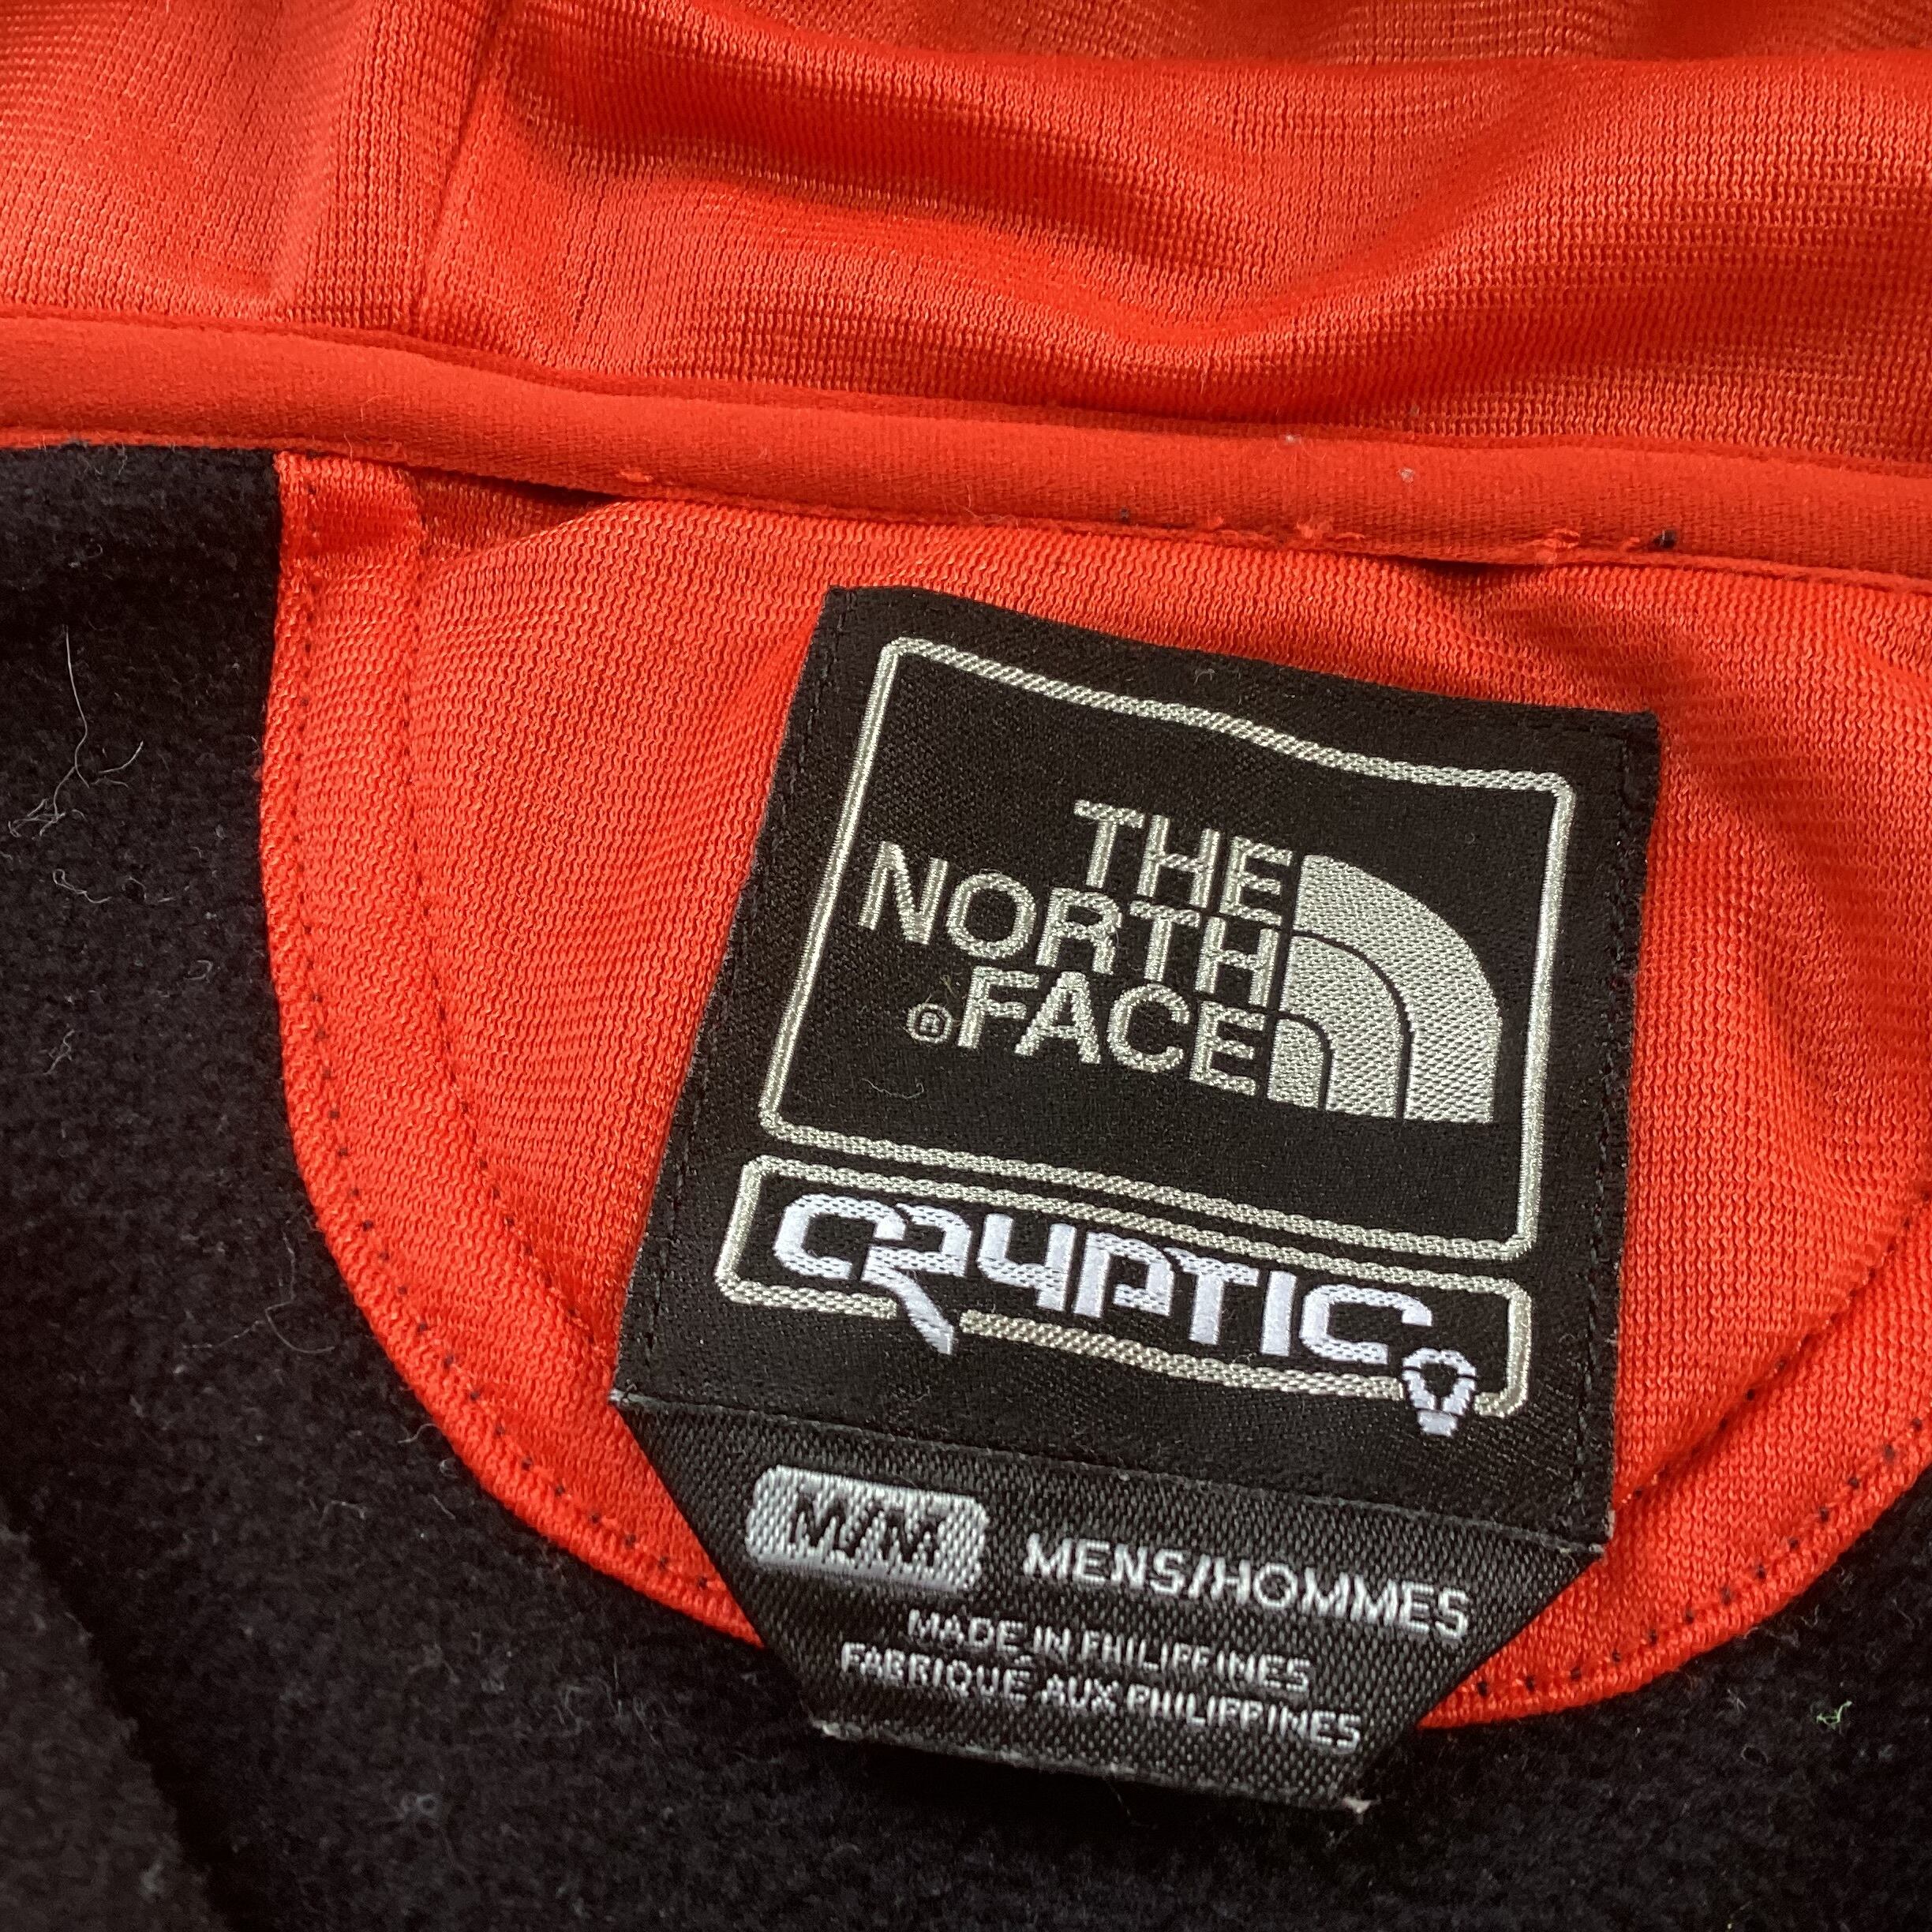 THE
NORTH
®FACE
CRYPTIC
M/M MENS/HOMMES
MADE IN PHILIPPINES
FABRIQUÉ AUX PHILIPPINES